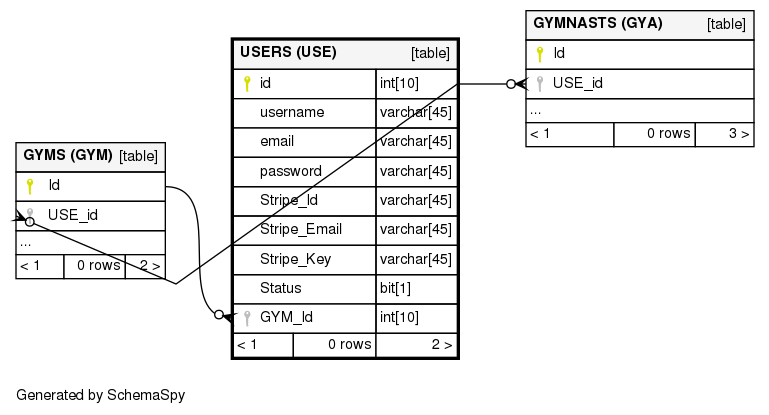 GYMNASTS (GYA) [table]
Id
USE_id
...
< 1 0 rows 3 >
USERS (USE) [table]
id int[10]
username varchar[45]
email varchar[45]
password varchar[45]
Stripe_Id varchar[45]
Stripe_Email varchar[45]
Stripe_Key varchar[45]
Status bit[1]
GYM_Id int[10]
< 1 0 rows 2 >
GYMS (GYM) [table]
Id
USE_id
...
< 1 0 rows 2 >
Generated by SchemaSpy